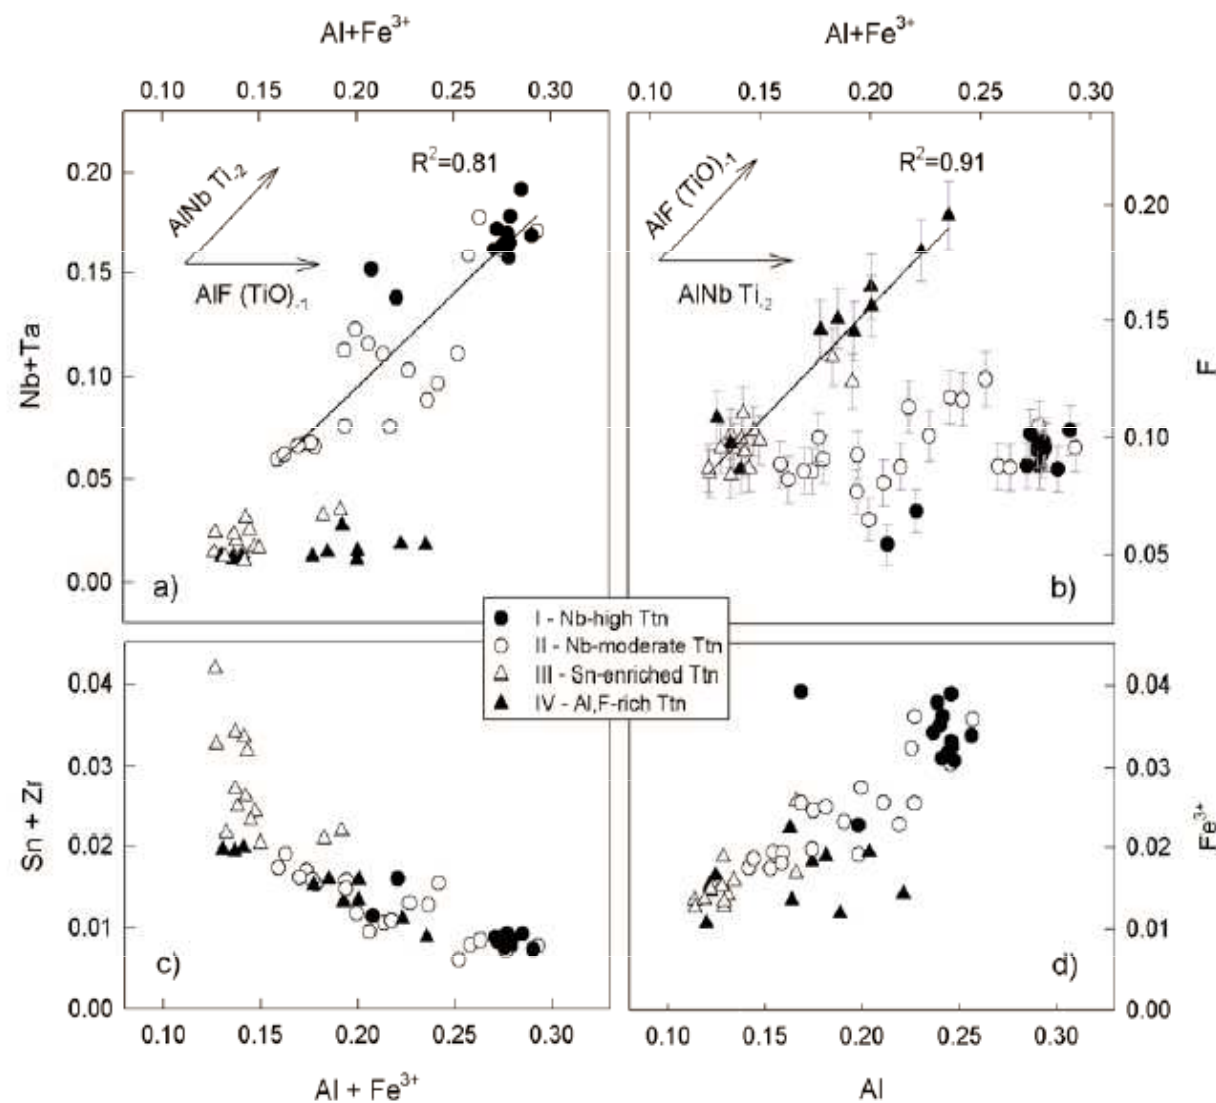 Al+Fe³⁺ Al+Fe³⁺
0.10 0.15 0.20 0.25 0.30 0.10 0.15 0.20 0.25 0.30
R²=0.81 R²=0.91
AlNb Ti₋₂ AlF (TiO)₋₁
AlF (TiO)₋₁ AlNb Ti₋₂
0.20
0.15
0.10
0.05
0.00
Nb+Ta
0.20
0.15
0.10
0.05
F
a) b)
I - Nb-high Ttn
II - Nb-moderate Ttn
III - Sn-enriched Ttn
IV - Al,F-rich Ttn
0.04
0.03
0.02
0.01
0.00
Sn + Zr
0.04
0.03
0.02
0.01
0.00
Fe³⁺
c) d)
0.10 0.15 0.20 0.25 0.30 0.10 0.15 0.20 0.25 0.30
Al + Fe³⁺ Al